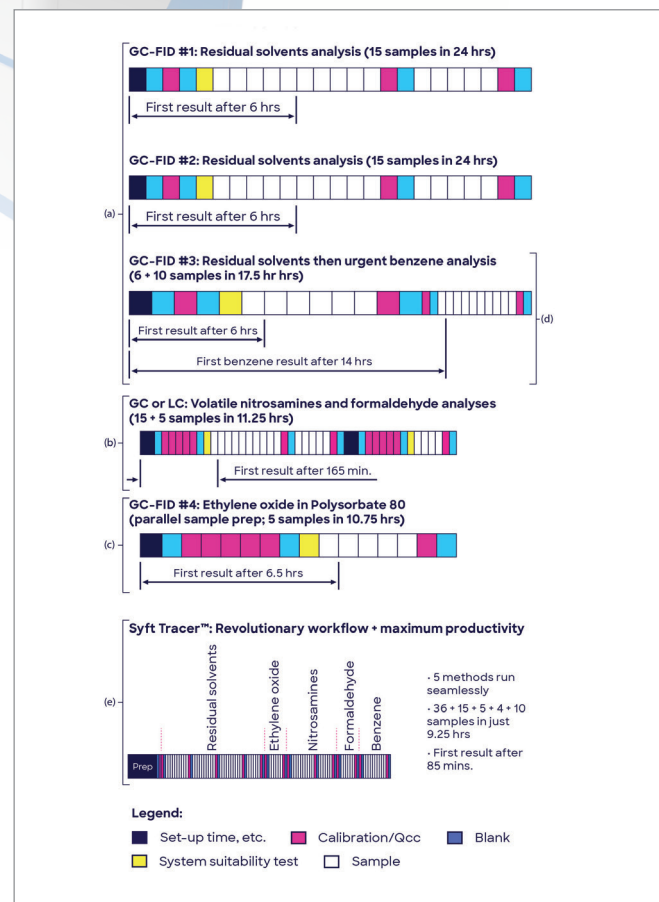 GC-FID #1: Residual solvents analysis (15 samples in 24 hrs)
First result after 6 hrs
GC-FID #2: Residual solvents analysis (15 samples in 24 hrs)
(a)
First result after 6 hrs
GC-FID #3: Residual solvents then urgent benzene analysis
(6 + 10 samples in 17.5 hr hrs)
(d)
First result after 6 hrs
First benzene result after 14 hrs
GC or LC: Volatile nitrosamines and formaldehyde analyses
(15 + 5 samples in 11.25 hrs)
(b)
First result after 165 min.
GC-FID #4: Ethylene oxide in Polysorbate 80
(parallel sample prep; 5 samples in 10.75 hrs)
(c)
First result after 6.5 hrs
Syft Tracer™: Revolutionary workflow + maximum productivity
(e)
Residual solvents
Ethylene oxide
Nitrosamines
Formaldehyde
Benzene
· 5 methods run
seamlessly
· 36 + 15 + 5 + 4 + 10
samples in just
9.25 hrs
· First result after
85 mins.
Prep
Legend:
Set-up time, etc.
Calibration/Qcc
Blank
System suitability test
Sample